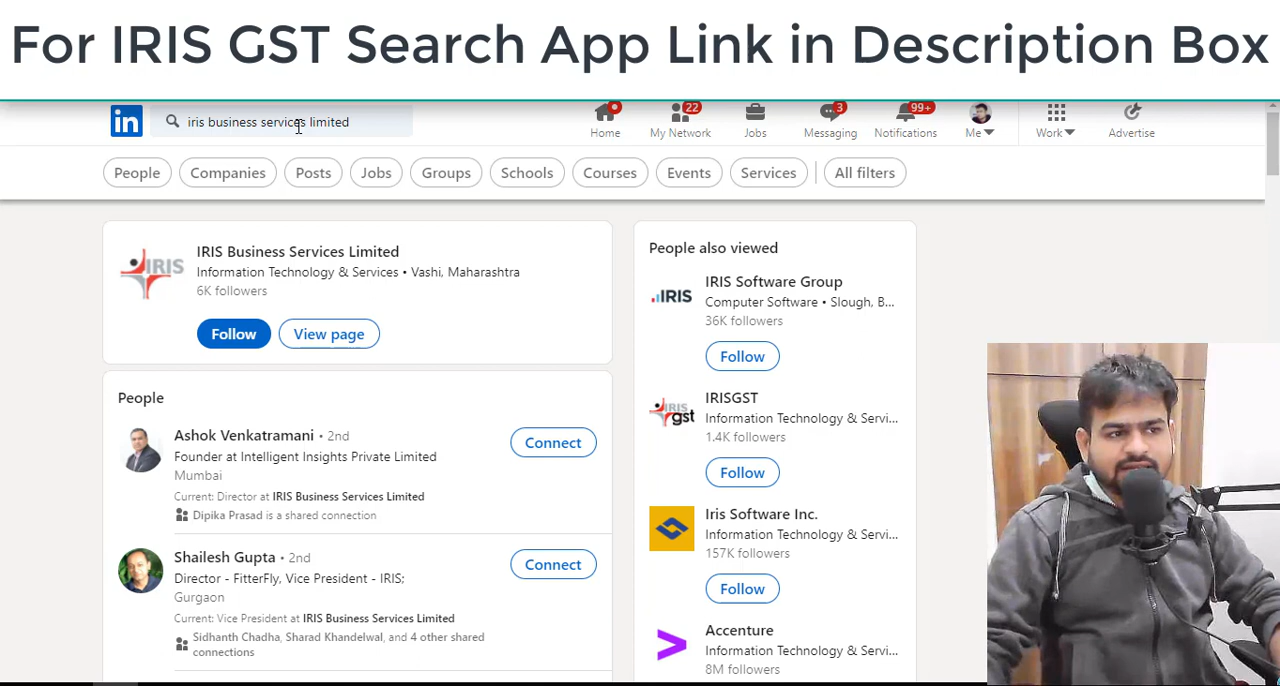 For IRIS GST Search App Link in Description Box
in
iris business services limited
Home
22
My Network
Jobs
3
Messaging
99+
Notifications
Me
Work
Advertise
People
Companies
Posts
Jobs
Groups
Schools
Courses
Events
Services
All filters
IRIS
IRIS Business Services Limited
Information Technology & Services • Vashi, Maharashtra
6K followers
Follow
View page
People
Ashok Venkatramani • 2nd
Founder at Intelligent Insights Private Limited
Mumbai
Current: Director at IRIS Business Services Limited
Dipika Prasad is a shared connection
Connect
Shailesh Gupta • 2nd
Director - FitterFly, Vice President - IRIS;
Gurgaon
Current: Vice President at IRIS Business Services Limited
Sidhanth Chadha, Sharad Khandelwal, and 4 other shared
connections
Connect
People also viewed
IRIS
IRIS Software Group
Computer Software • Slough, B...
36K followers
Follow
IRIS
gst
IRISGST
Information Technology & Servi...
1.4K followers
Follow
Iris Software Inc.
Information Technology & Servi...
157K followers
Follow
Accenture
Information Technology & Servi...
8M followers